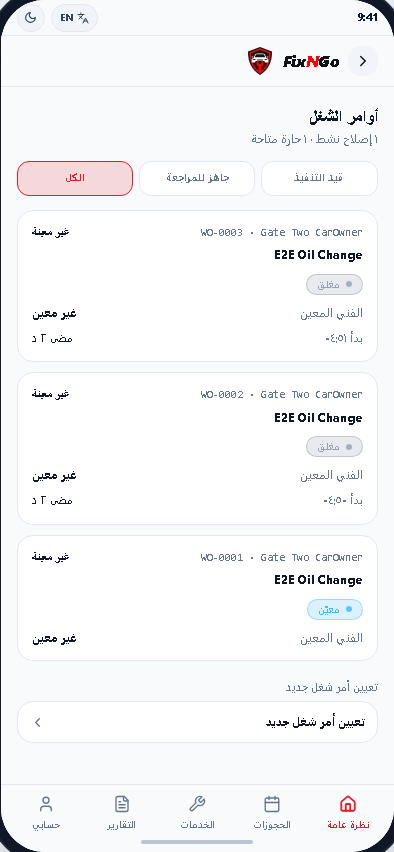 9:41
EN
FixNGo
أوامر الشغل
١ إصلاح نشط · ١ حارة متاحة
قيد التنفيذ
جاهز للمراجعة
الكل
WO-0003 · Gate Two CarOwner
غير معينة
E2E Oil Change
مغلق
الفني المعين
غير معين
بدأ ٠٤:٥١
مضى ٢ د
WO-0002 · Gate Two CarOwner
غير معينة
E2E Oil Change
مغلق
الفني المعين
غير معين
بدأ ٠٤:٥٠
مضى ٢ د
WO-0001 · Gate Two CarOwner
غير معينة
E2E Oil Change
معيّن
الفني المعين
غير معين
تعيين أمر شغل جديد
تعيين أمر شغل جديد
نظرة عامة
الحجوزات
الخدمات
التقارير
حسابي